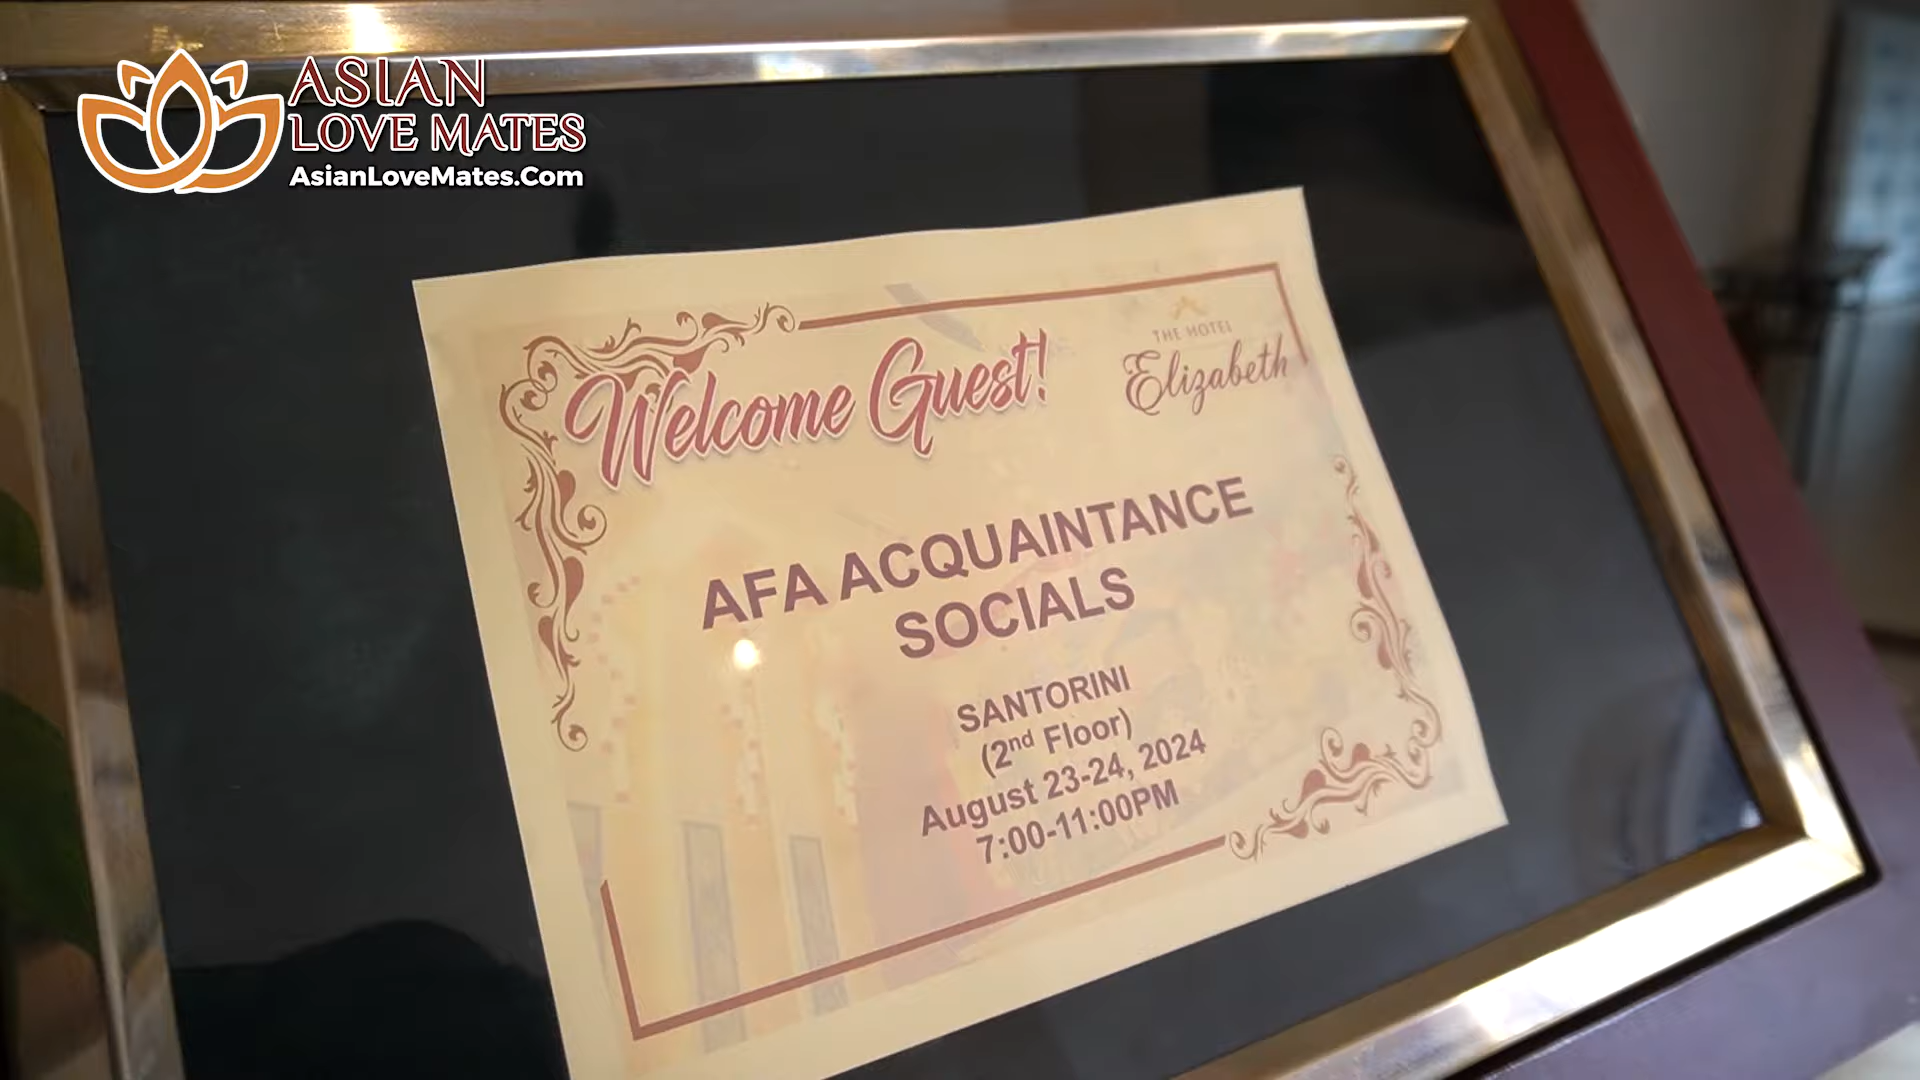 ASIAN
LOVE MATES
AsianLoveMates.Com
Welcome Guest!
THE HOTEL
Elizabeth
AFA ACQUAINTANCE
SOCIALS
SANTORINI
(2nd Floor)
August 23-24, 2024
7:00-11:00PM